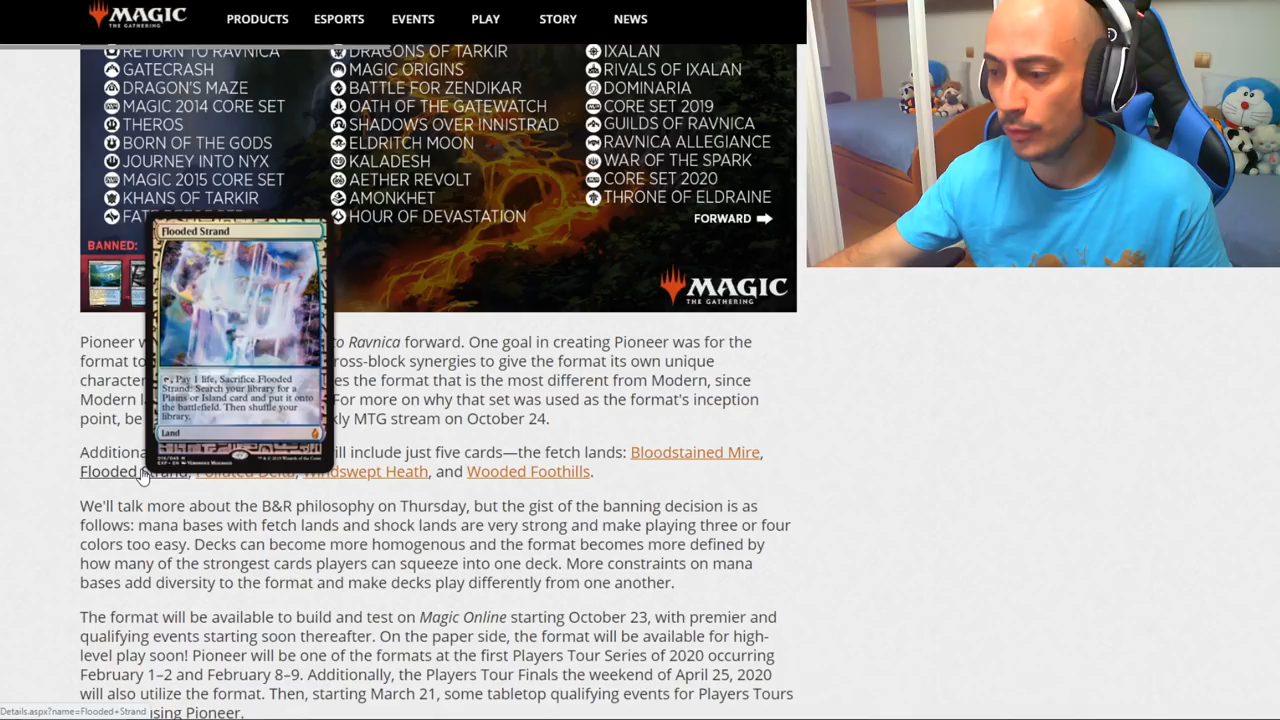 MAGIC
THE GATHERING
PRODUCTS ESPORTS EVENTS PLAY STORY NEWS
RETURN TO RAVNICA
GATECRASH
DRAGON'S MAZE
MAGIC 2014 CORE SET
THEROS
BORN OF THE GODS
JOURNEY INTO NYX
MAGIC 2015 CORE SET
KHANS OF TARKIR
DRAGONS OF TARKIR
MAGIC ORIGINS
BATTLE FOR ZENDIKAR
OATH OF THE GATEWATCH
SHADOWS OVER INNISTRAD
ELDRITCH MOON
KALADESH
AETHER REVOLT
AMONKHET
HOUR OF DEVASTATION
IXALAN
RIVALS OF IXALAN
DOMINARIA
CORE SET 2019
GUILDS OF RAVNICA
RAVNICA ALLEGIANCE
WAR OF THE SPARK
CORE SET 2020
THRONE OF ELDRAINE
FORWARD
BANNED:
MAGIC
THE GATHERING
Flooded Strand
, Pay 1 life, Sacrifice Flooded
Strand: Search your library for a
Plains or Island card and put it onto
the battlefield. Then shuffle your
library.
Land
Pioneer w o Ravnica forward. One goal in creating Pioneer was for the
format to ross-block synergies to give the format its own unique
character es the format that is the most different from Modern, since
Modern l For more on why that set was used as the format's inception
point, be kly MTG stream on October 24.
Additiona ill include just five cards—the fetch lands: Bloodstained Mire,
Flooded Strand, Polluted Delta, Windswept Heath, and Wooded Foothills.
We'll talk more about the B&R philosophy on Thursday, but the gist of the banning decision is as
follows: mana bases with fetch lands and shock lands are very strong and make playing three or four
colors too easy. Decks can become more homogenous and the format becomes more defined by
how many of the strongest cards players can squeeze into one deck. More constraints on mana
bases add diversity to the format and make decks play differently from one another.
The format will be available to build and test on Magic Online starting October 23, with premier and
qualifying events starting soon thereafter. On the paper side, the format will be available for high-
level play soon! Pioneer will be one of the formats at the first Players Tour Series of 2020 occurring
February 1–2 and February 8–9. Additionally, the Players Tour Finals the weekend of April 25, 2020
will also utilize the format. Then, starting March 21, some tabletop qualifying events for Players Tours
using Pioneer.
Details.aspx?name=Flooded+Strand